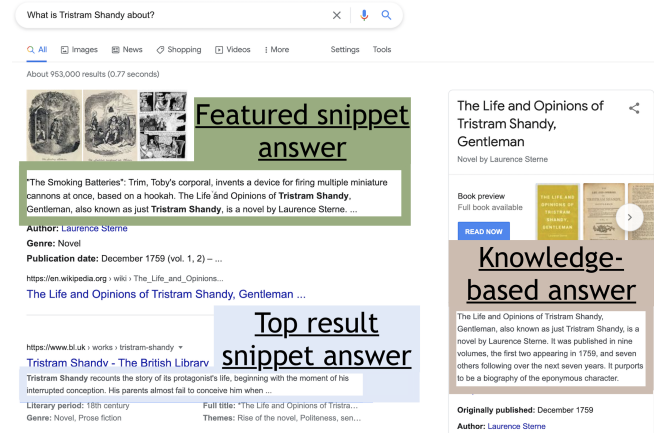 What is Tristram Shandy about?
All Images News Shopping Videos More Settings Tools
About 953,000 results (0.77 seconds)
Featured snippet
answer
"The Smoking Batteries": Trim, Toby's corporal, invents a device for firing multiple miniature
cannons at once, based on a hookah. The Life and Opinions of Tristram Shandy,
Gentleman, also known as just Tristram Shandy, is a novel by Laurence Sterne. ...
Author: Laurence Sterne
Genre: Novel
Publication date: December 1759 (vol. 1, 2) – ...
https://en.wikipedia.org › wiki › The_Life_and_Opinions...
The Life and Opinions of Tristram Shandy, Gentleman ...
Top result
snippet answer
https://www.bl.uk › works › tristram-shandy
Tristram Shandy - The British Library
Tristram Shandy recounts the story of its protagonist's life, beginning with the moment of his
interrupted conception. His parents almost fail to conceive him when ...
Literary period: 18th century Full title: "The Life and Opinions of Tristra...
Genre: Novel, Prose fiction Themes: Rise of the novel, Politeness, sen...
The Life and Opinions of
Tristram Shandy,
Gentleman
Novel by Laurence Sterne
Book preview
Full book available
READ NOW
THE LIFE AND
OPINIONS OF
TRISTRAM
SHANDY,
GENTLEMAN
Knowledge-
based answer
The Life and Opinions of Tristram Shandy,
Gentleman, also known as just Tristram Shandy, is a
novel by Laurence Sterne. It was published in nine
volumes, the first two appearing in 1759, and seven
others following over the next seven years. It purports
to be a biography of the eponymous character.
Originally published: December 1759
Author: Laurence Sterne